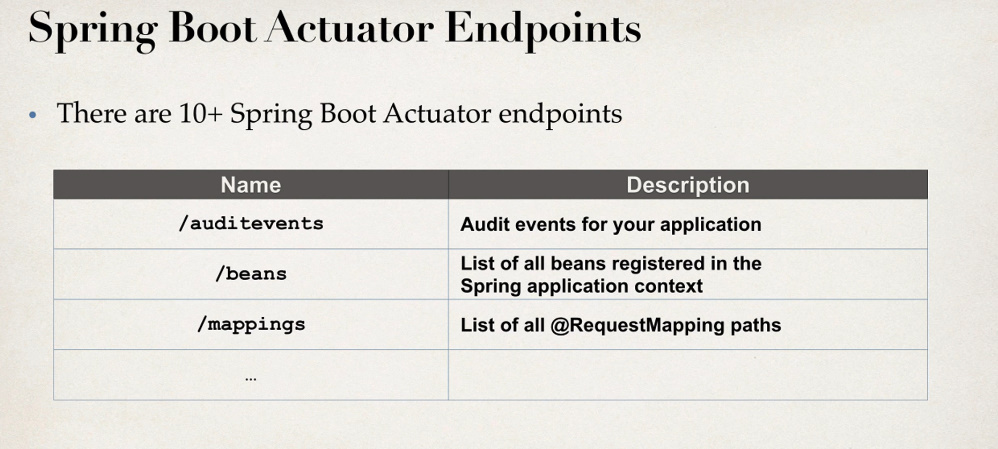 Spring Boot Actuator Endpoints
• There are 10+ Spring Boot Actuator endpoints
Name Description
/auditevents Audit events for your application
/beans List of all beans registered in the
Spring application context
/mappings List of all @RequestMapping paths
...